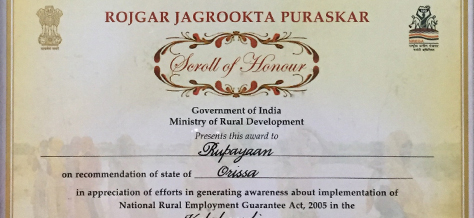 ROJGAR JAGROOKTA PURASKAR
Scroll of Honour
Government of India
Ministry of Rural Development
Presents this award to
Rupayaan
on recommendation of state of Orissa
in appreciation of efforts in generating awareness about implementation of
National Rural Employment Guarantee Act, 2005 in the